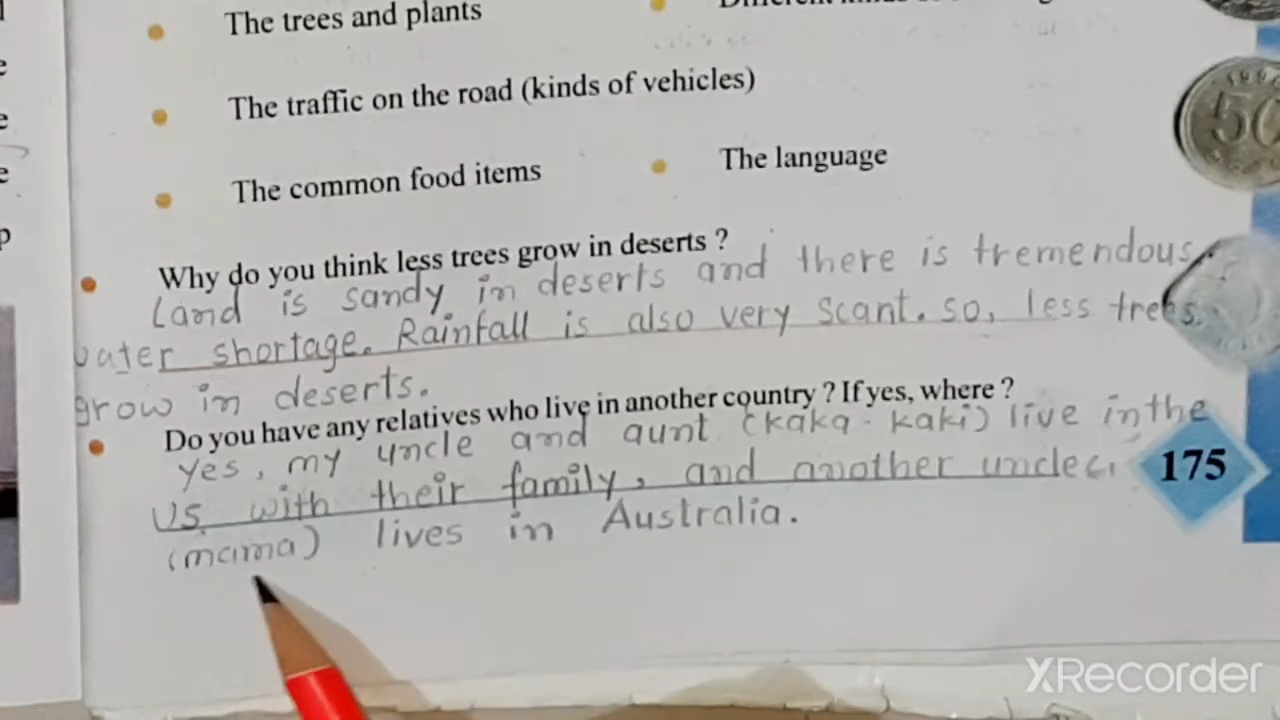 The trees and plants
The traffic on the road (kinds of vehicles)
The common food items
The language
Why do you think less trees grow in deserts ?
Land is sandy in deserts and there is tremendous
water shortage. Rainfall is also very scant. so, less trees
grow in deserts.
Do you have any relatives who live in another country ? If yes, where ?
yes, my uncle and aunt (kaka - kaki) live in the
US with their family, and another uncle
(mama) lives in Australia.
175
50
XRecorder